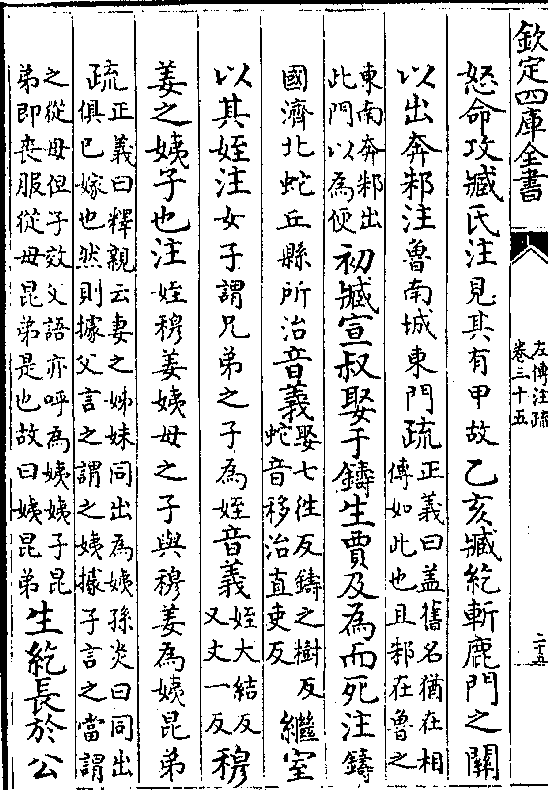 欽定四庫全書
左傳注疏
卷三十五
二十五
怒命攻臧氏注見其有甲故乙亥臧紇斬鹿門之關
以出奔邾注魯南城東門疏正義曰盖舊名猶在相
傳如此也且邾在魯之
東南奔邾出
此門以為便初臧宣叔娶于鑄生賈及為而死注鑄
國濟北蛇丘縣所治音義娶七住反鑄之樹反
蛇音移治直吏反繼室
以其姪注女子謂兄弟之子為姪音義姪大結反
又丈一反穆
姜之姨子也注姪穆姜姨母之子與穆姜為姨昆弟
疏正義曰釋親云妻之姊妹同出為姨孫炎曰同出
俱已嫁也然則據父言之謂之姨據子言之當謂
之從母但子效父語亦呼為姨姨子昆
弟即喪服從母昆弟是也故曰姨昆弟生紇長於公